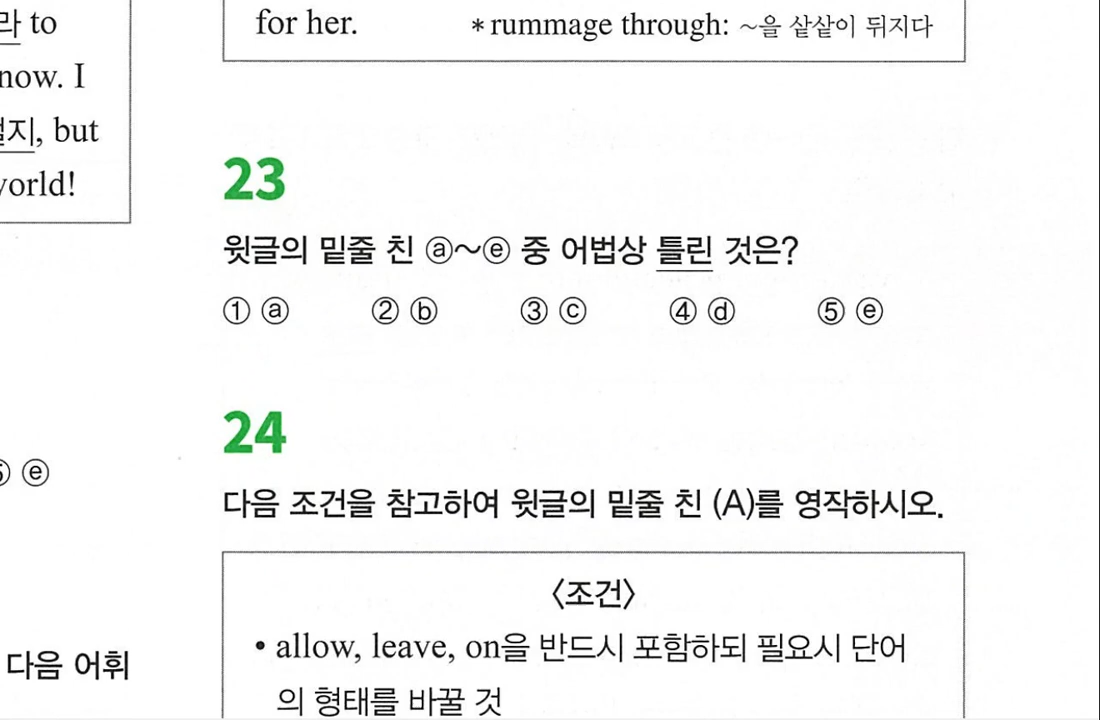 to
now. I
지, but
world!
ⓔ
다음 어휘
for her. *rummage through: ~을 샅샅이 뒤지다
23
윗글의 밑줄 친 ⓐ~ⓔ 중 어법상 틀린 것은?
① ⓐ ② ⓑ ③ ⓒ ④ ⓓ ⑤ ⓔ
24
다음 조건을 참고하여 윗글의 밑줄 친 (A)를 영작하시오.
〈조건〉
• allow, leave, on을 반드시 포함하되 필요시 단어
의 형태를 바꿀 것